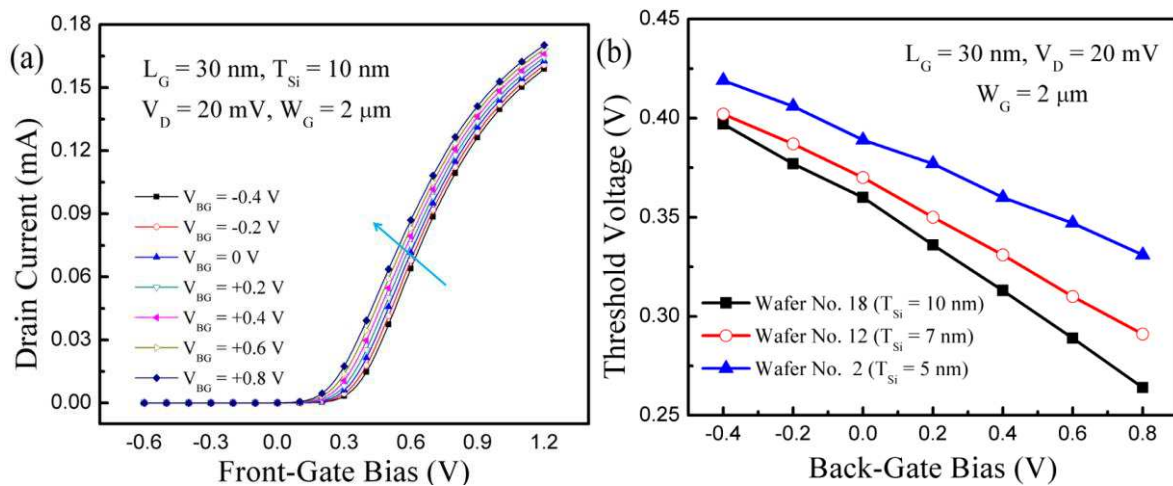 (a)
L_G = 30 nm, T_Si = 10 nm
V_D = 20 mV, W_G = 2 μm
V_BG = -0.4 V
V_BG = -0.2 V
V_BG = 0 V
V_BG = +0.2 V
V_BG = +0.4 V
V_BG = +0.6 V
V_BG = +0.8 V
Drain Current (mA)
0.18
0.15
0.12
0.09
0.06
0.03
0.00
-0.6 -0.3 0.0 0.3 0.6 0.9 1.2
Front-Gate Bias (V)
(b)
L_G = 30 nm, V_D = 20 mV
W_G = 2 μm
Wafer No. 18 (T_Si = 10 nm)
Wafer No. 12 (T_Si = 7 nm)
Wafer No. 2 (T_Si = 5 nm)
Threshold Voltage (V)
0.45
0.40
0.35
0.30
0.25
-0.4 -0.2 0.0 0.2 0.4 0.6 0.8
Back-Gate Bias (V)